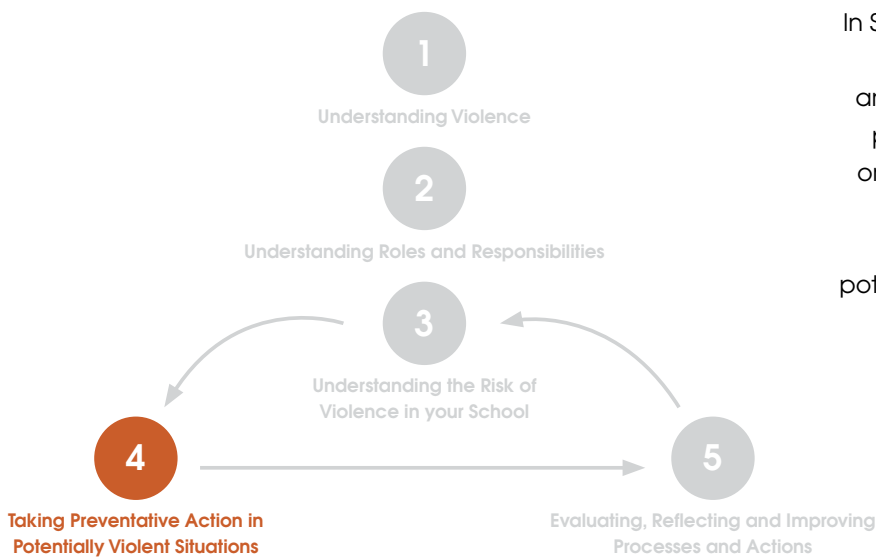 1
Understanding Violence
2
Understanding Roles and Responsibilities
3
Understanding the Risk of
Violence in your School
4
Taking Preventative Action in
Potentially Violent Situations
5
Evaluating, Reflecting and Improving
Processes and Actions
In